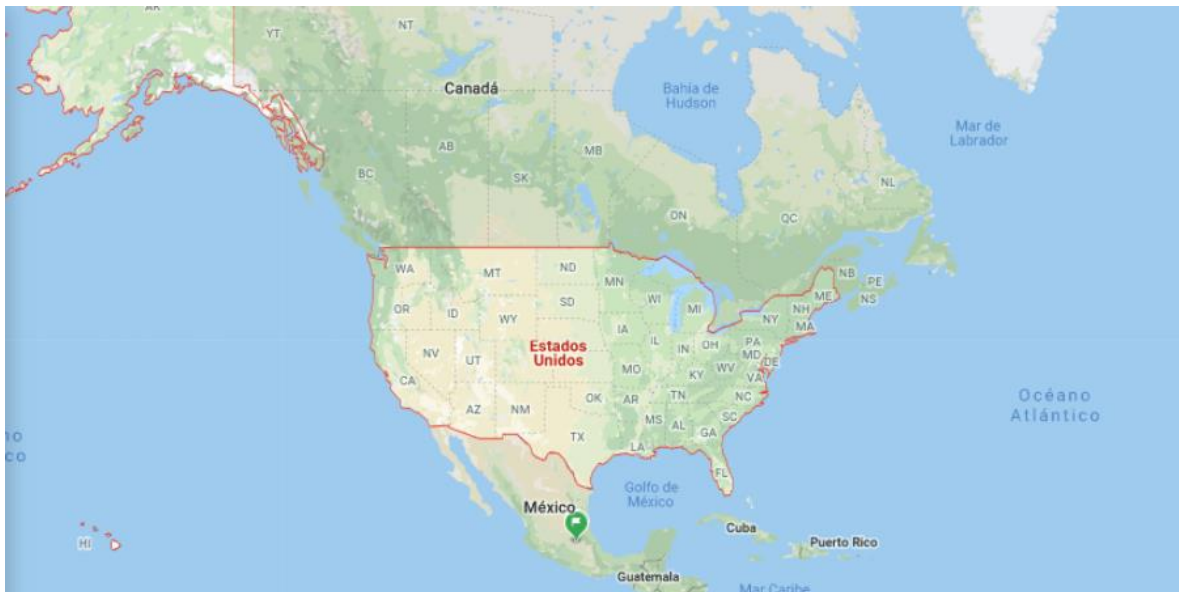 AK
YT
NT
Canadá
Bahía de
Hudson
Mar de
Labrador
AB
MB
BC
SK
NL
ON
QC
WA
MT
ND
MN
NB
PE
NS
ME
OR
ID
SD
WI
MI
NH
NY
MA
WY
IA
Estados
Unidos
NV
UT
IL
IN
OH
PA
MD
DE
CA
MO
KY
WV
VA
Océano
Atlántico
AZ
NM
OK
AR
TN
NC
MS
AL
SC
GA
TX
LA
FL
no
co
Golfo de
México
México
Cuba
Puerto Rico
HI
Guatemala
Mar Caribe